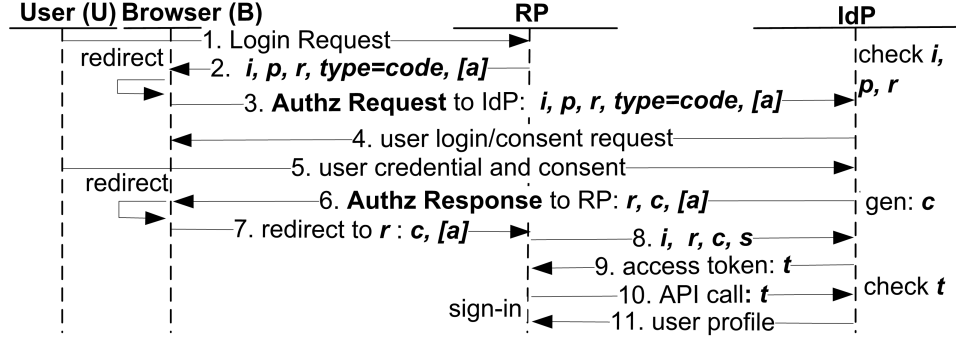 User (U) Browser (B) RP IdP
1. Login Request
redirect
check i,
2. i, p, r, type=code, [a]
p, r
3. Authz Request to IdP: i, p, r, type=code, [a]
4. user login/consent request
5. user credential and consent
redirect
6. Authz Response to RP: r, c, [a]
gen: c
7. redirect to r : c, [a]
8. i, r, c, s
9. access token: t
check t
10. API call: t
sign-in
11. user profile